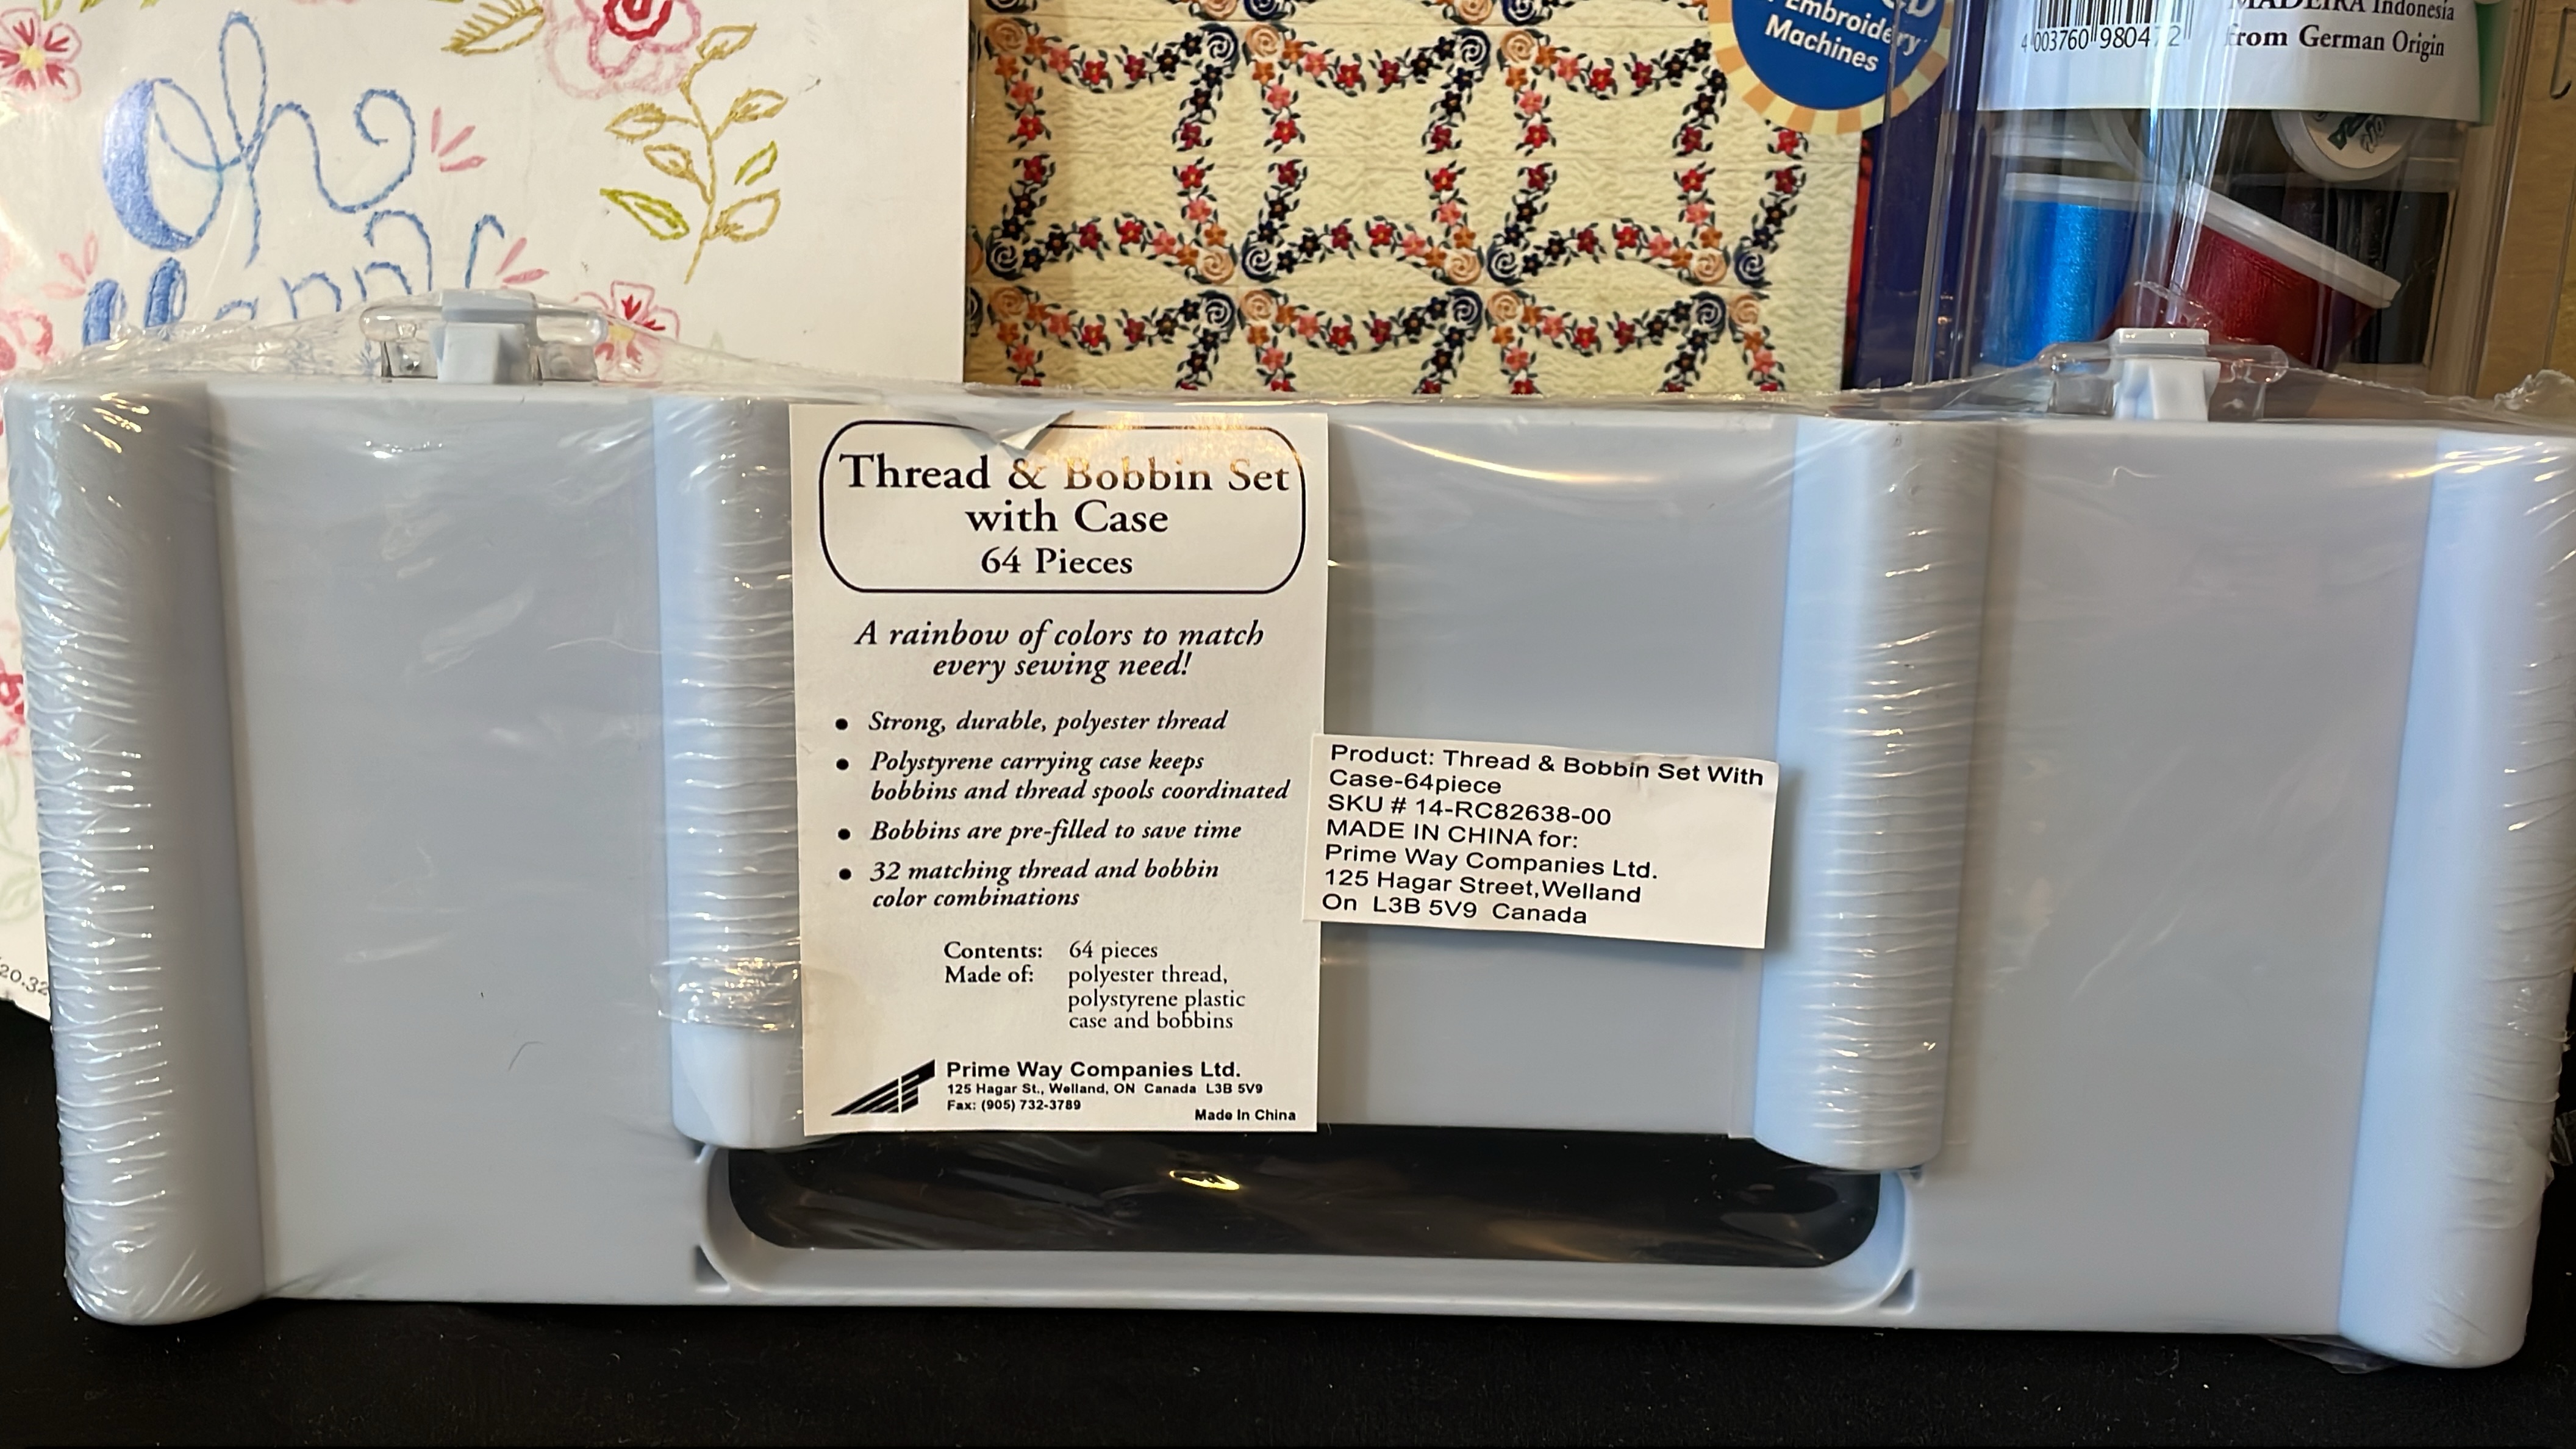 Oh
Happy
Embroidery
Machines
4 003760 980472
MADEIRA Indonesia
from German Origin
Thread & Bobbin Set
with Case
64 Pieces
A rainbow of colors to match
every sewing need!
● Strong, durable, polyester thread
● Polystyrene carrying case keeps
bobbins and thread spools coordinated
● Bobbins are pre-filled to save time
● 32 matching thread and bobbin
color combinations
Contents: 64 pieces
Made of: polyester thread,
polystyrene plastic
case and bobbins
Prime Way Companies Ltd.
125 Hagar St., Welland, ON Canada L3B 5V9
Fax: (905) 732-3789
Made In China
Product: Thread & Bobbin Set With
Case-64piece
SKU # 14-RC82638-00
MADE IN CHINA for:
Prime Way Companies Ltd.
125 Hagar Street,Welland
On L3B 5V9 Canada